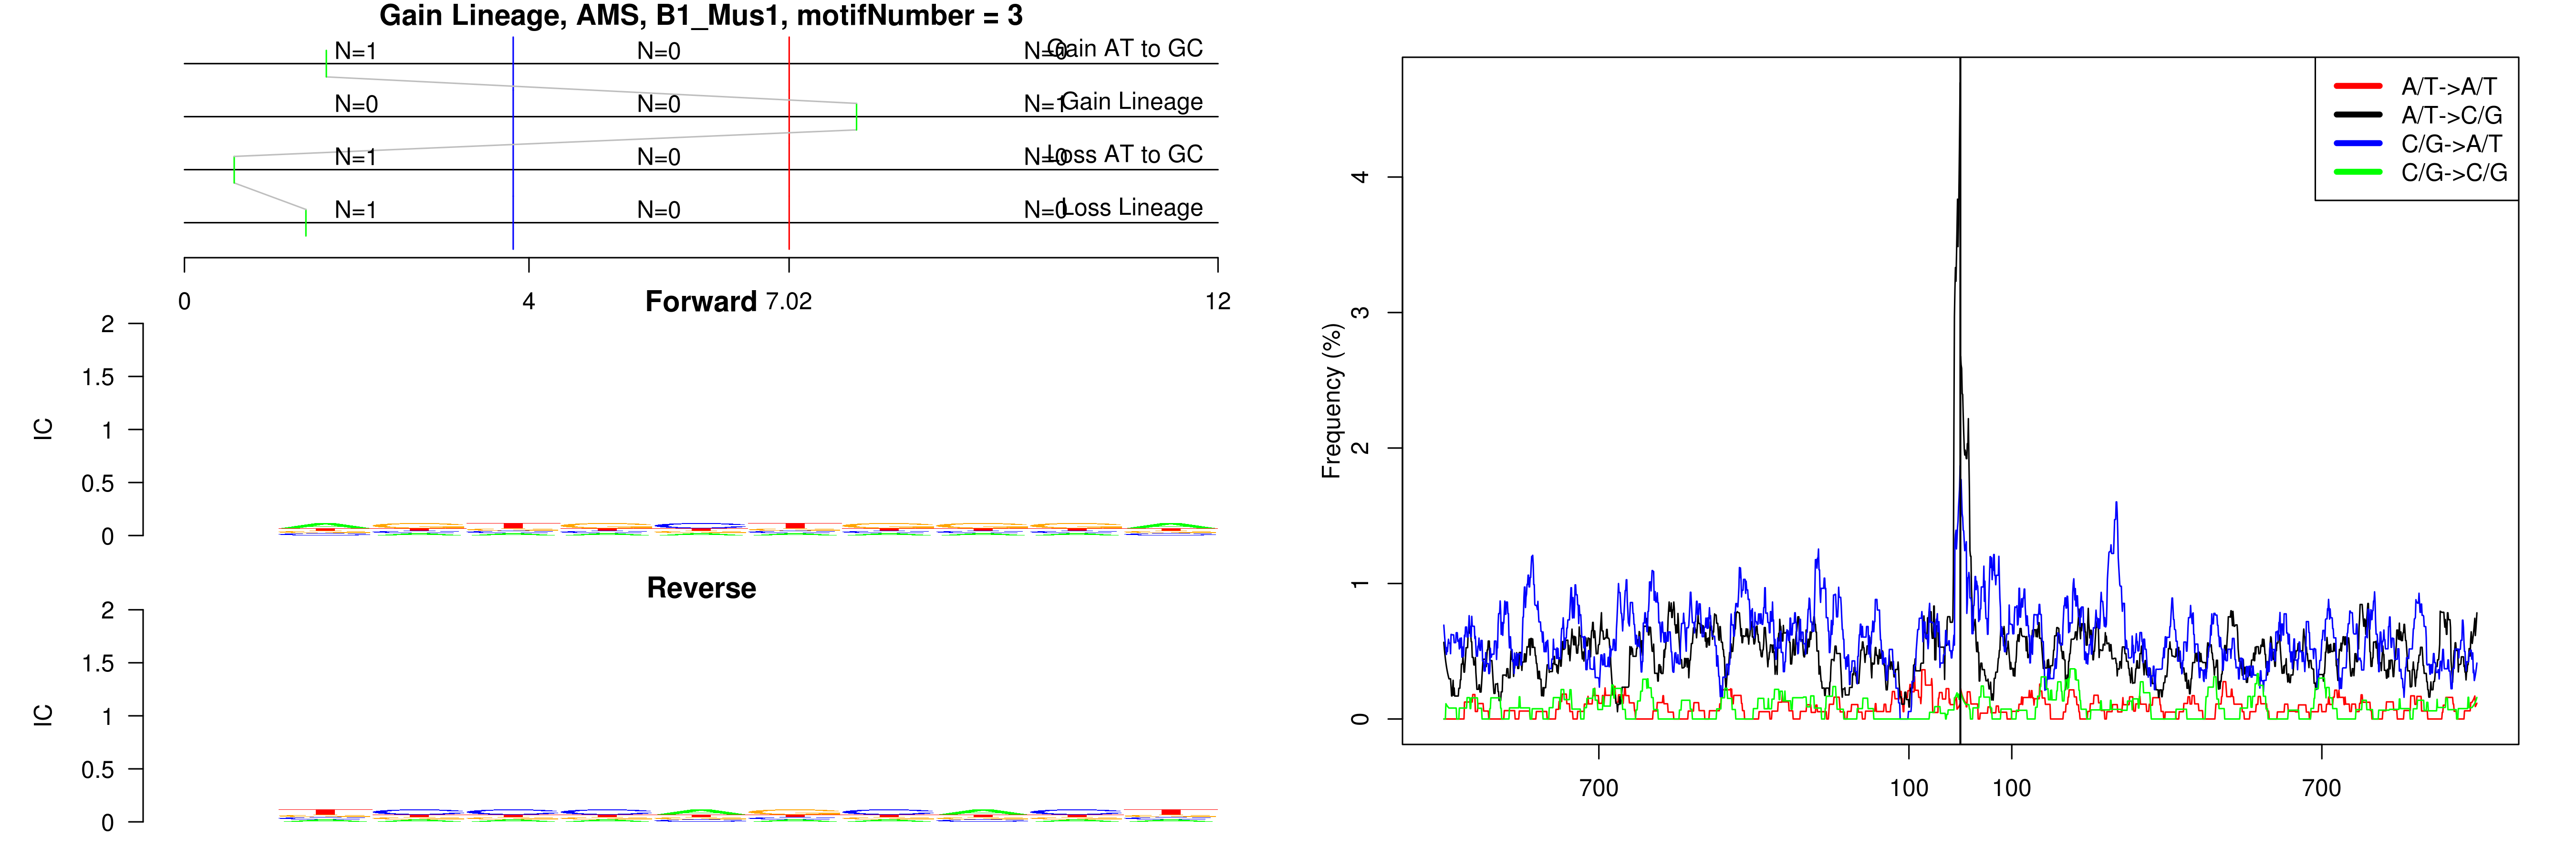 Gain Lineage, AMS, B1_Mus1, motifNumber = 3
N=1 N=0 N=0 Gain AT to GC
N=0 N=0 N=1 Gain Lineage
N=1 N=0 N=0 Loss AT to GC
N=1 N=0 N=0 Loss Lineage
0 4 7.02 12
Forward
IC
2
1.5
1
0.5
0
Reverse
IC
2
1.5
1
0.5
0
Frequency (%)
4
3
2
1
0
700 100 100 700
A/T->A/T
A/T->C/G
C/G->A/T
C/G->C/G